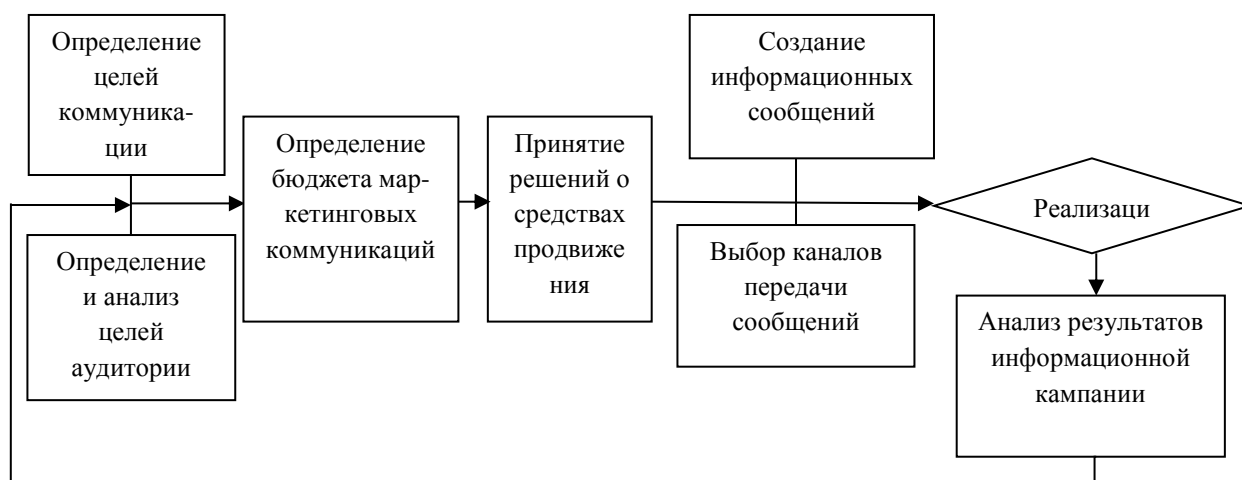 Определение
целей
коммуника-
ции
Определение
и анализ
целей
аудитории
Определение
бюджета мар-
кетинговых
коммуникаций
Принятие
решений о
средствах
продвиже
ния
Создание
информационных
сообщений
Выбор каналов
передачи
сообщений
Реализаци
Анализ результатов
информационной
кампании